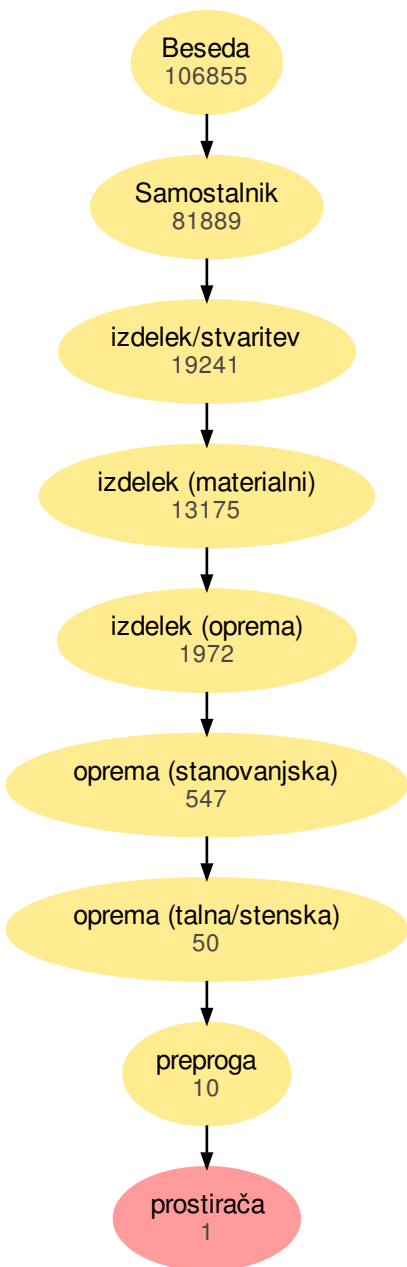 Beseda
106855
Samostalnik
81889
izdelek/stvaritev
19241
izdelek (materialni)
13175
izdelek (oprema)
1972
oprema (stanovanjska)
547
oprema (talna/stenska)
50
preproga
10
prostirača
1